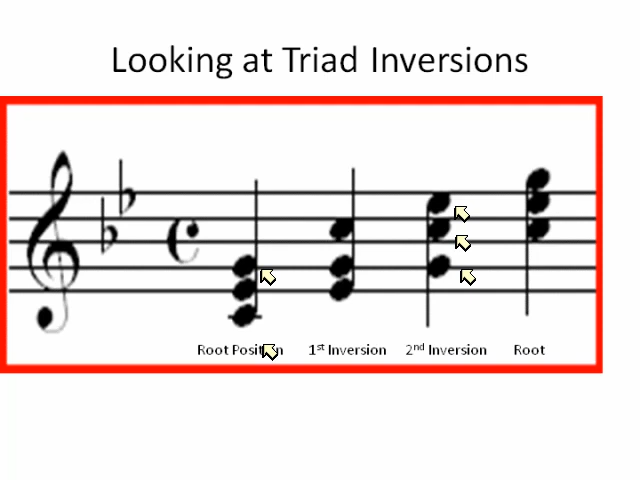 Looking at Triad Inversions
Root Position 1st Inversion 2nd Inversion Root